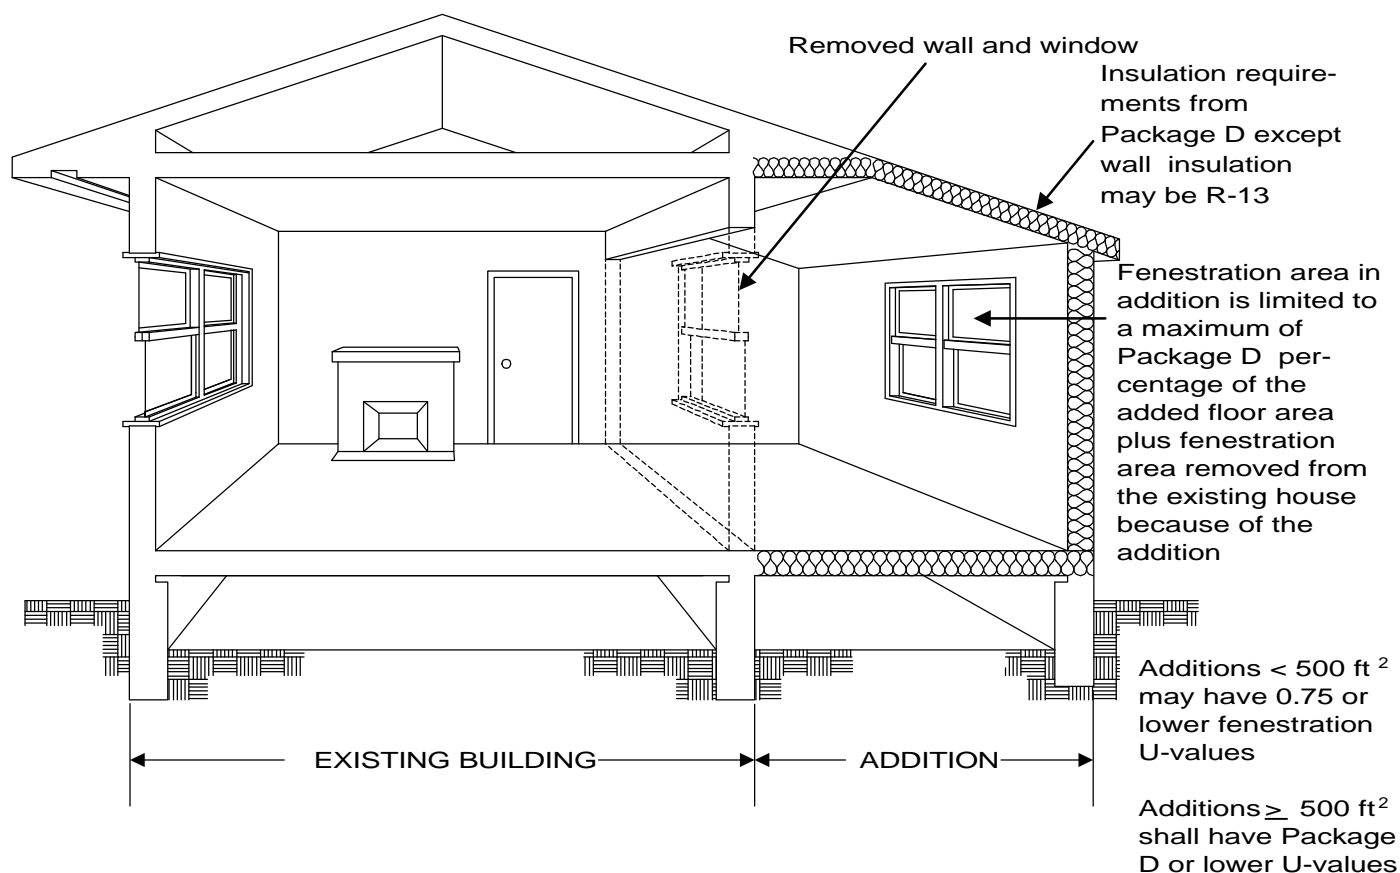 Removed wall and window
Insulation require-
ments from
Package D except
wall insulation
may be R-13
Fenestration area in
addition is limited to
a maximum of
Package D per-
centage of the
added floor area
plus fenestration
area removed from
the existing house
because of the
addition
Additions < 500 ft 2
may have 0.75 or
lower fenestration
U-values
EXISTING BUILDING
ADDITION
Additions ≥ 500 ft2
shall have Package
D or lower U-values